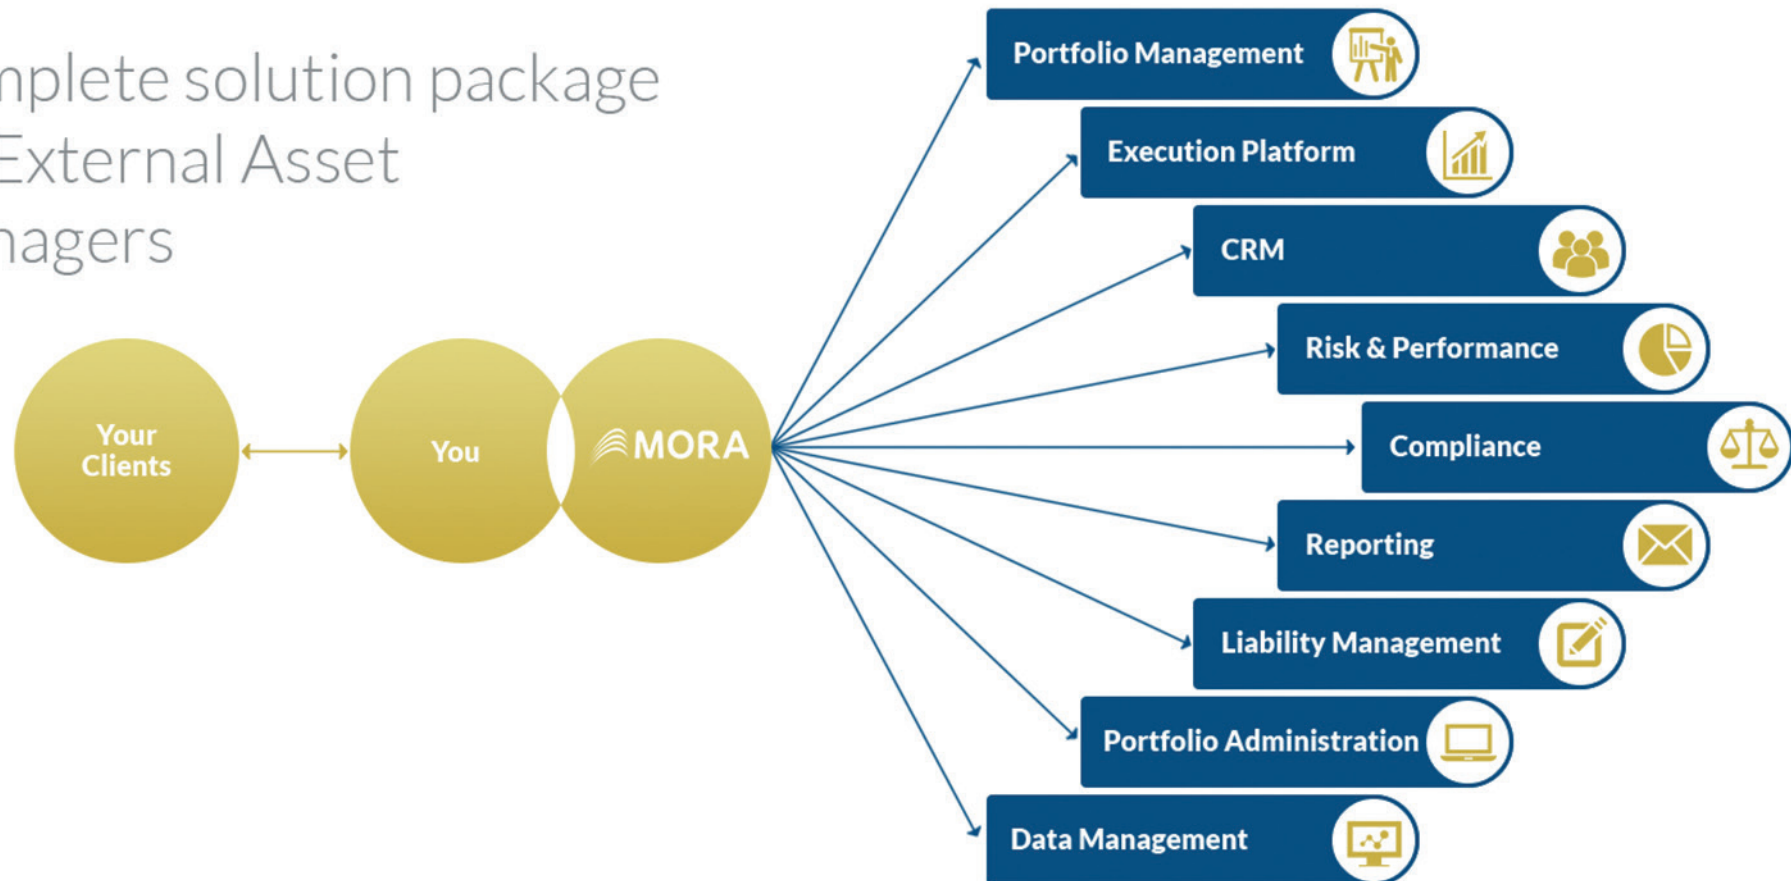 mplete solution package
External Asset
nagers
Portfolio Management
Execution Platform
CRM
Risk & Performance
Your
Clients
You
MORA
Compliance
Reporting
Liability Management
Portfolio Administration
Data Management